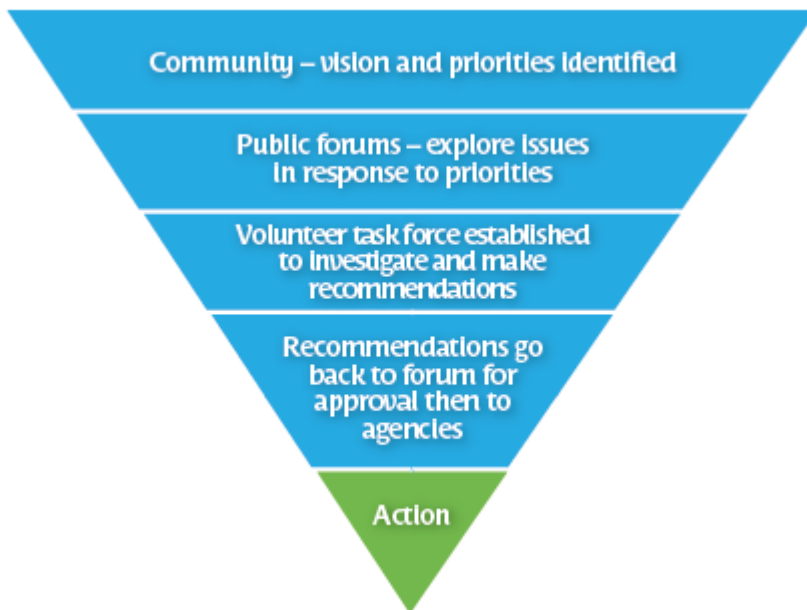 Community – vision and priorities identified
Public forums – explore issues
in response to priorities
Volunteer task force established
to investigate and make
recommendations
Recommendations go
back to forum for
approval then to
agencies
Action